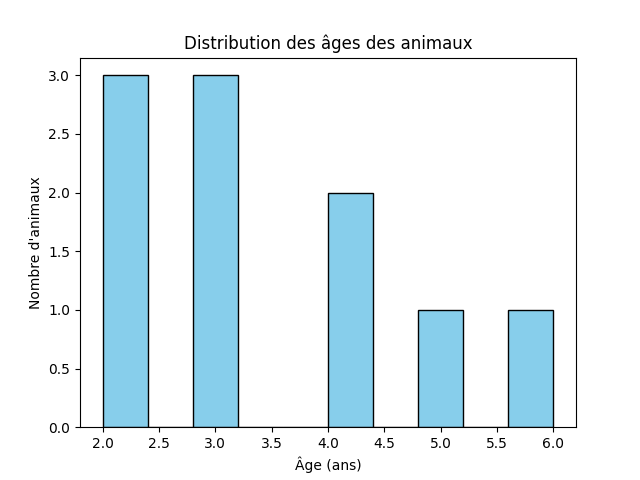 Distribution des âges des animaux
3.0
2.5
2.0
1.5
1.0
0.5
0.0
Nombre d'animaux
2.0 2.5 3.0 3.5 4.0 4.5 5.0 5.5 6.0
Âge (ans)